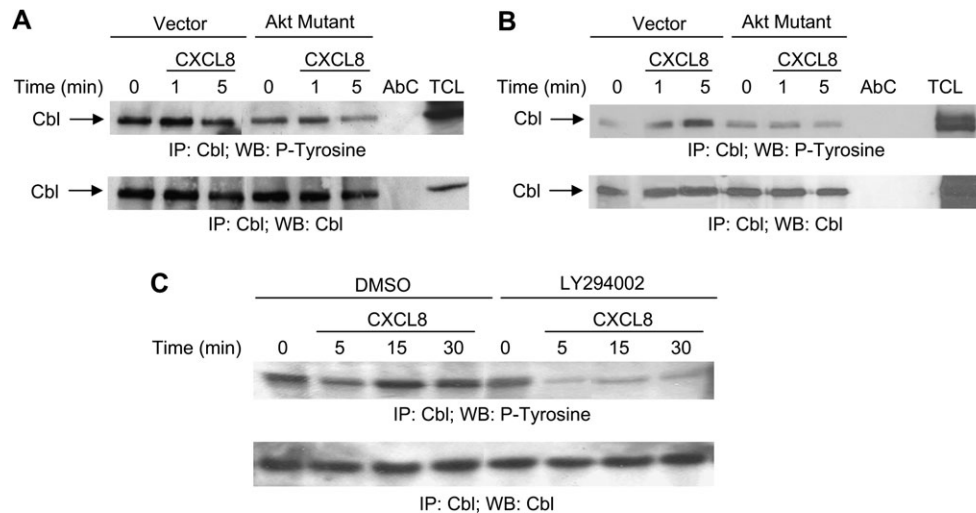 A
Vector Akt Mutant
CXCL8 CXCL8
Time (min) 0 1 5 0 1 5 AbC TCL
Cbl
IP: Cbl; WB: P-Tyrosine
Cbl
IP: Cbl; WB: Cbl
B
Vector Akt Mutant
CXCL8 CXCL8
Time (min) 0 1 5 0 1 5 AbC TCL
Cbl
IP: Cbl; WB: P-Tyrosine
Cbl
IP: Cbl; WB: Cbl
C
DMSO LY294002
CXCL8 CXCL8
Time (min) 0 5 15 30 0 5 15 30
IP: Cbl; WB: P-Tyrosine
IP: Cbl; WB: Cbl